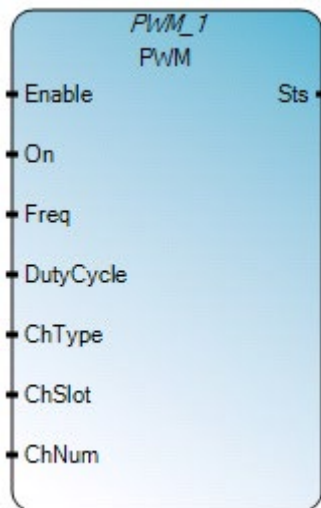 PWM_1
PWM
Enable Sts
On
Freq
DutyCycle
ChType
ChSlot
ChNum